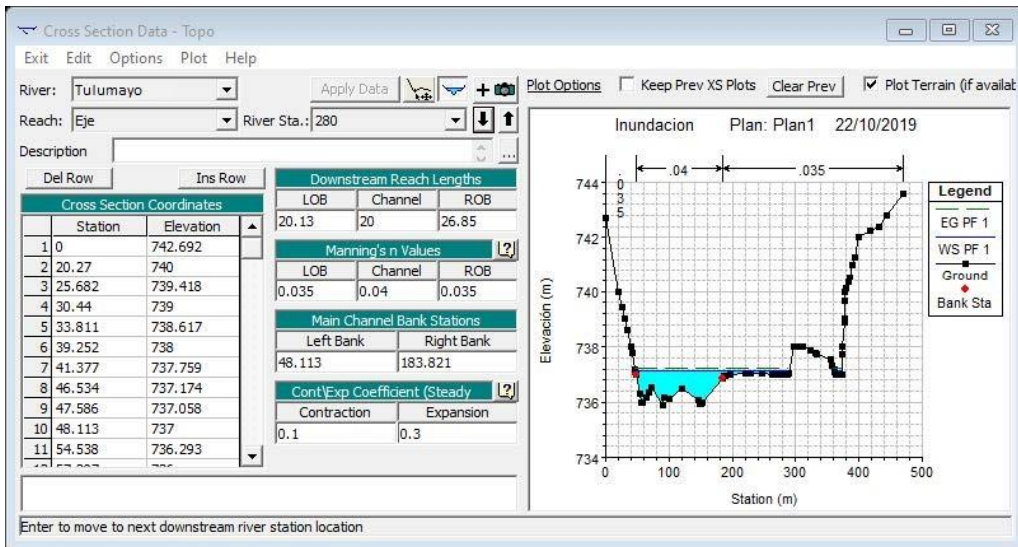 Cross Section Data - Topo
Exit Edit Options Plot Help
River: Tulumayo Apply Data
Plot Options Keep Prev XS Plots Clear Prev Plot Terrain (if availab
Reach: Eje River Sta.: 280
Description ...
Del Row Ins Row
Cross Section Coordinates
Station Elevation
1 0 742.692
2 20.27 740
3 25.682 739.418
4 30.44 739
5 33.811 738.617
6 39.252 738
7 41.377 737.759
8 46.534 737.174
9 47.586 737.058
10 48.113 737
11 54.538 736.293
Downstream Reach Lengths
LOB Channel ROB
20.13 20 26.85
Manning's n Values
LOB Channel ROB
0.035 0.04 0.035
Main Channel Bank Stations
Left Bank Right Bank
48.113 183.821
Cont\Exp Coefficient (Steady
Contraction Expansion
0.1 0.3
Inundacion Plan: Plan1 22/10/2019
.035 .04 .035
744
742
740
738
736
734
Elevación (m)
0 100 200 300 400 500
Station (m)
Legend
EG PF 1
WS PF 1
Ground
Bank Sta
Enter to move to next downstream river station location